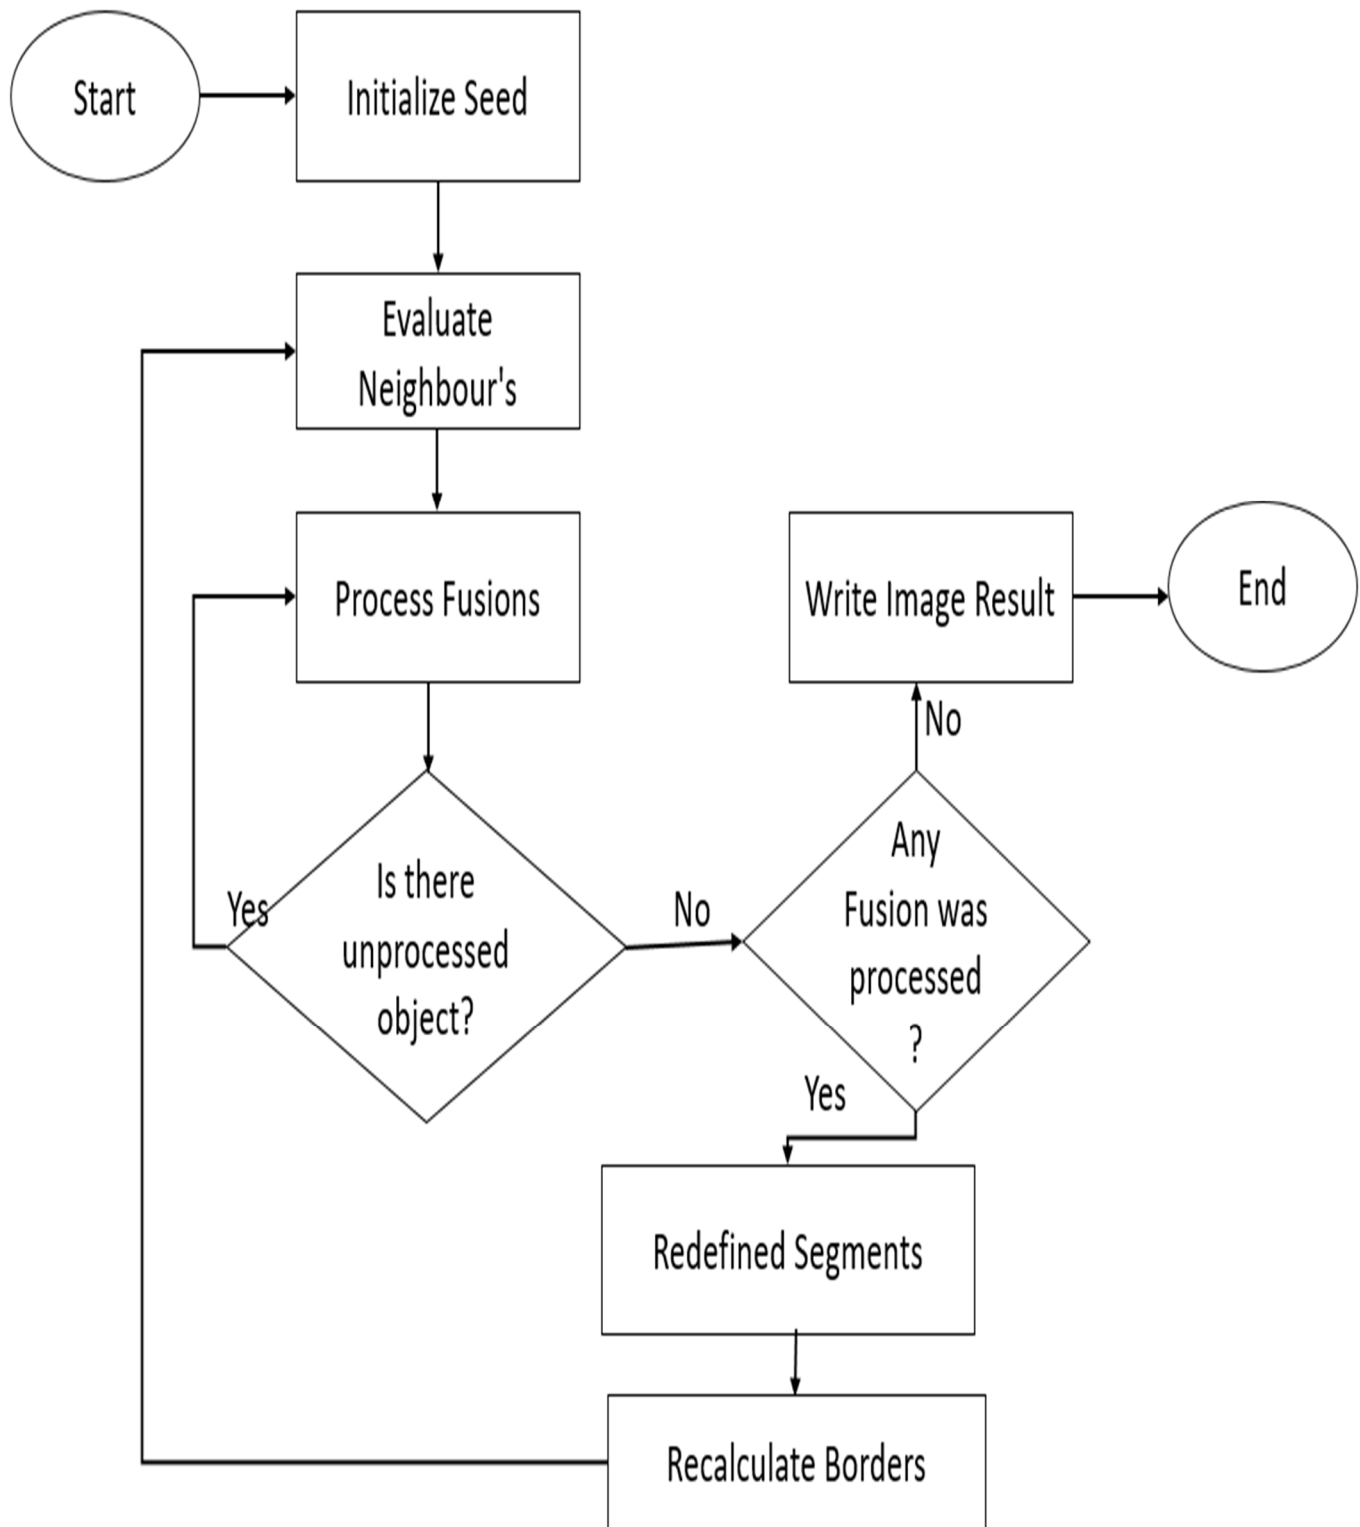 Start
Initialize Seed
Evaluate
Neighbour's
Process Fusions
Write Image Result
End
No
Any
Fusion was
processed
?
Is there
unprocessed
object?
Yes
No
Yes
Redefined Segments
Recalculate Borders